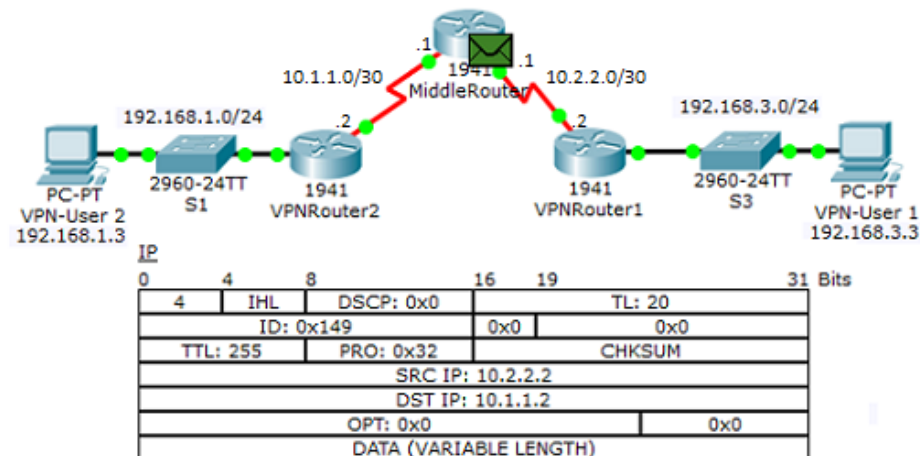 .1
1941
.1
MiddleRouter
10.1.1.0/30
10.2.2.0/30
192.168.1.0/24
192.168.3.0/24
.2
.2
PC-PT
VPN-User 2
192.168.1.3
2960-24TT
S1
1941
VPNRouter2
1941
VPNRouter1
2960-24TT
S3
PC-PT
VPN-User 1
192.168.3.3
IP
0 4 8 16 19 31 Bits
4 IHL DSCP: 0x0 TL: 20
ID: 0x149 0x0 0x0
TTL: 255 PRO: 0x32 CHKSUM
SRC IP: 10.2.2.2
DST IP: 10.1.1.2
OPT: 0x0 0x0
DATA (VARIABLE LENGTH)